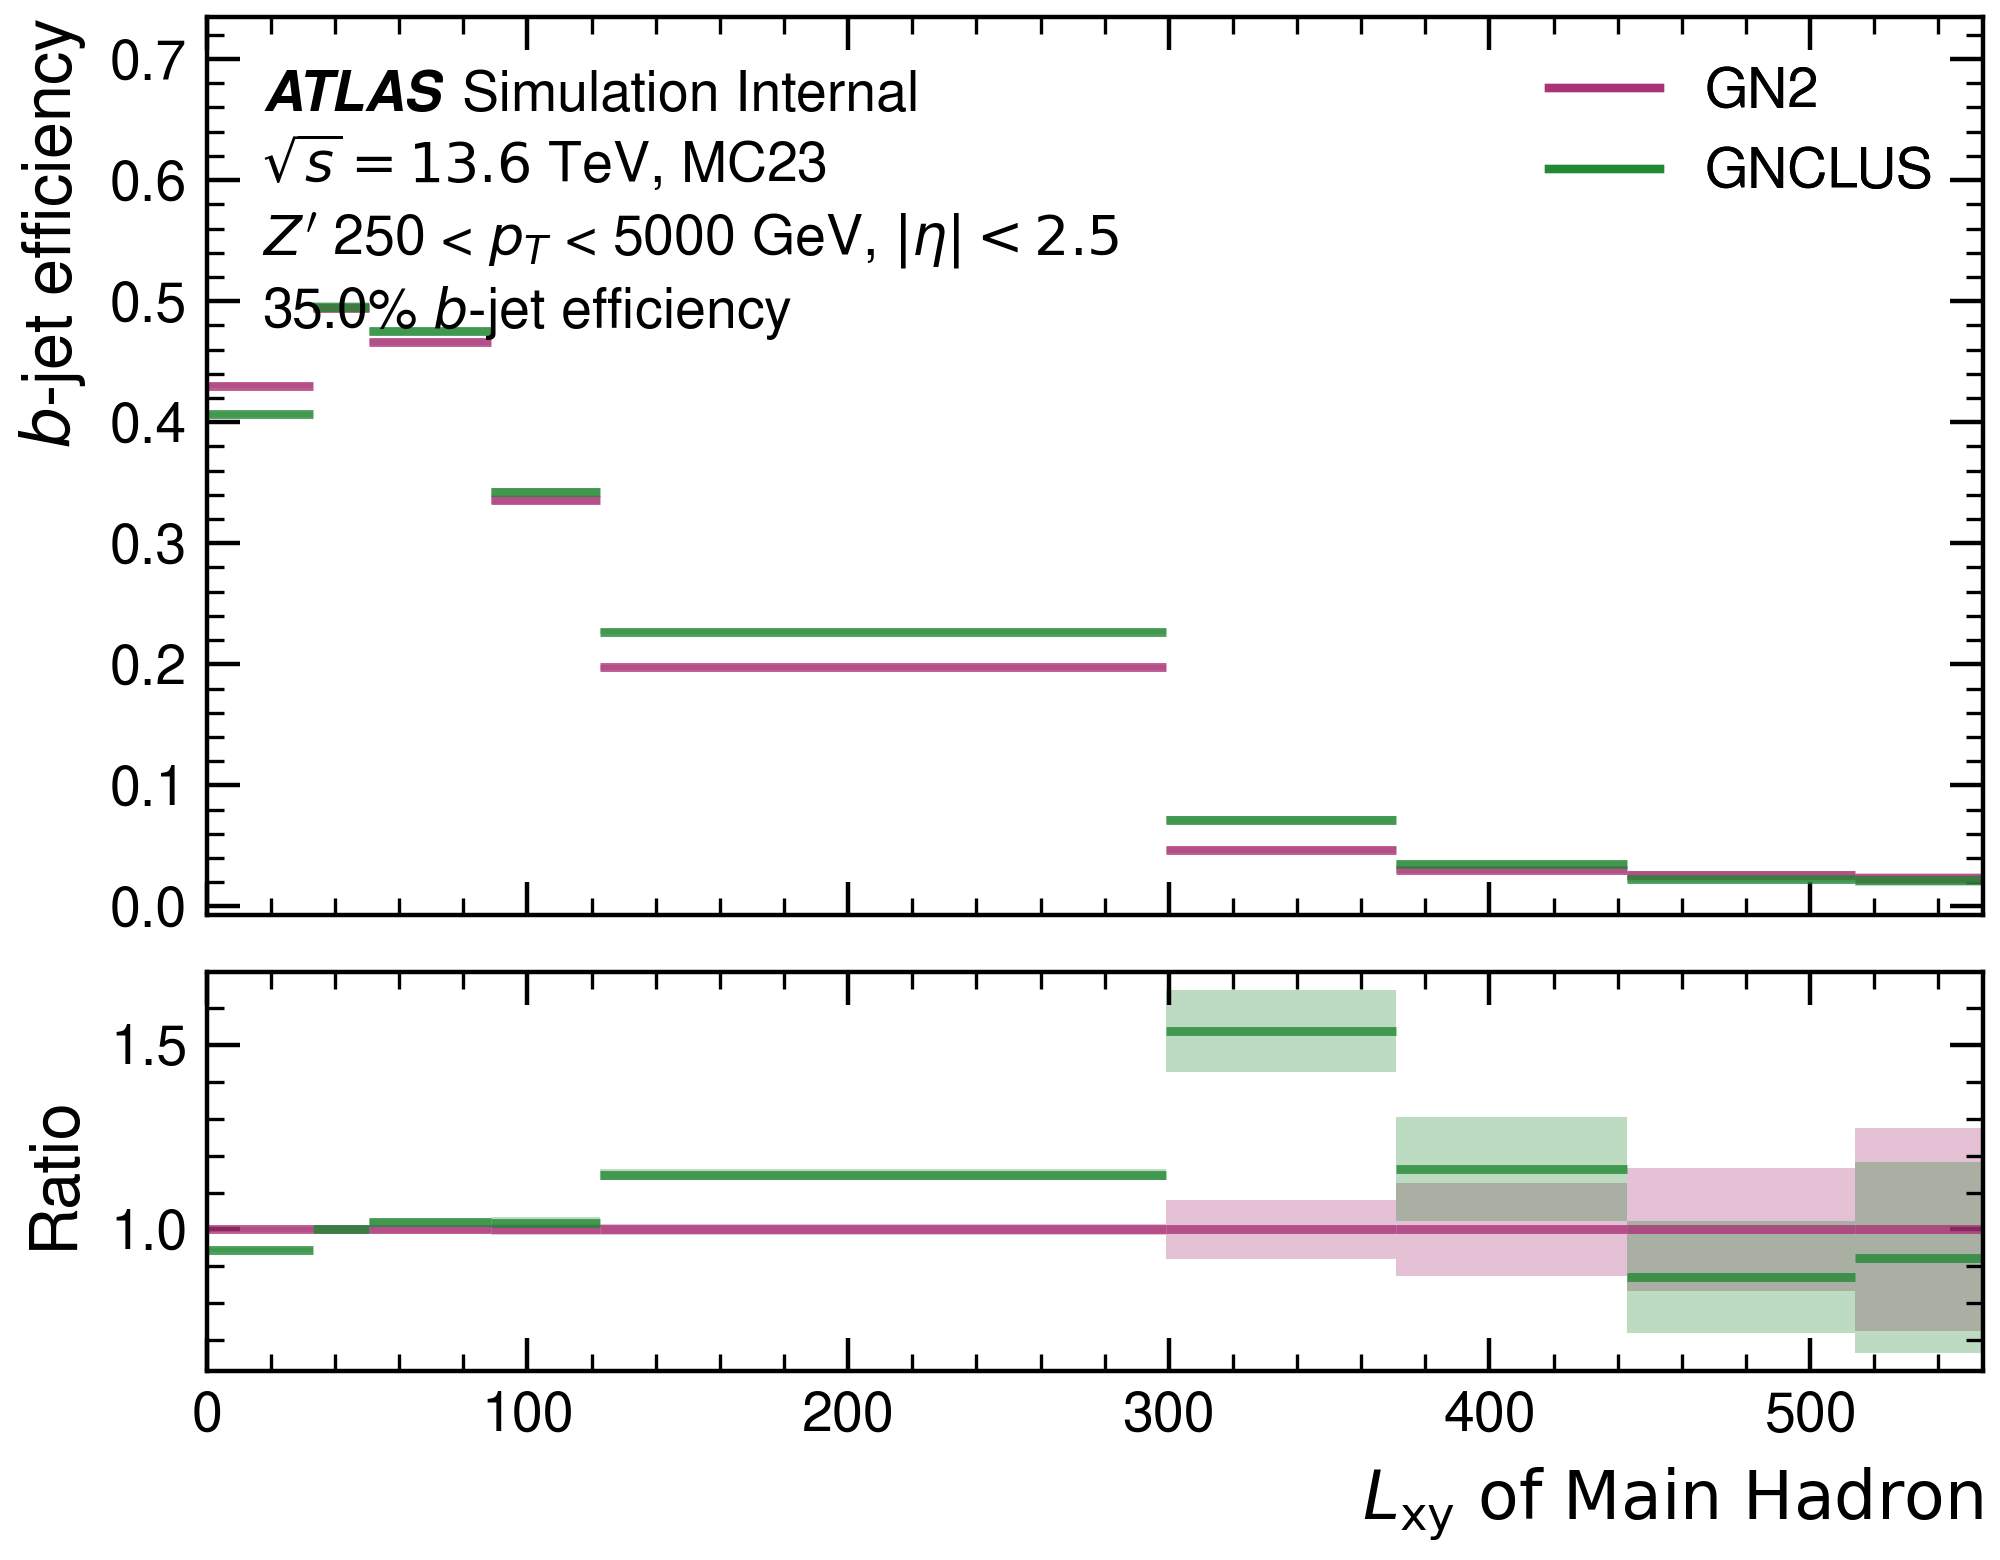 b-jet efficiency
0.7
0.6
0.5
0.4
0.3
0.2
0.1
0.0
ATLAS Simulation Internal
√s = 13.6 TeV, MC23
Z′ 250 < pT < 5000 GeV, |η| < 2.5
35.0% b-jet efficiency
GN2
GNCLUS
Ratio
1.5
1.0
0 100 200 300 400 500
Lxy of Main Hadron